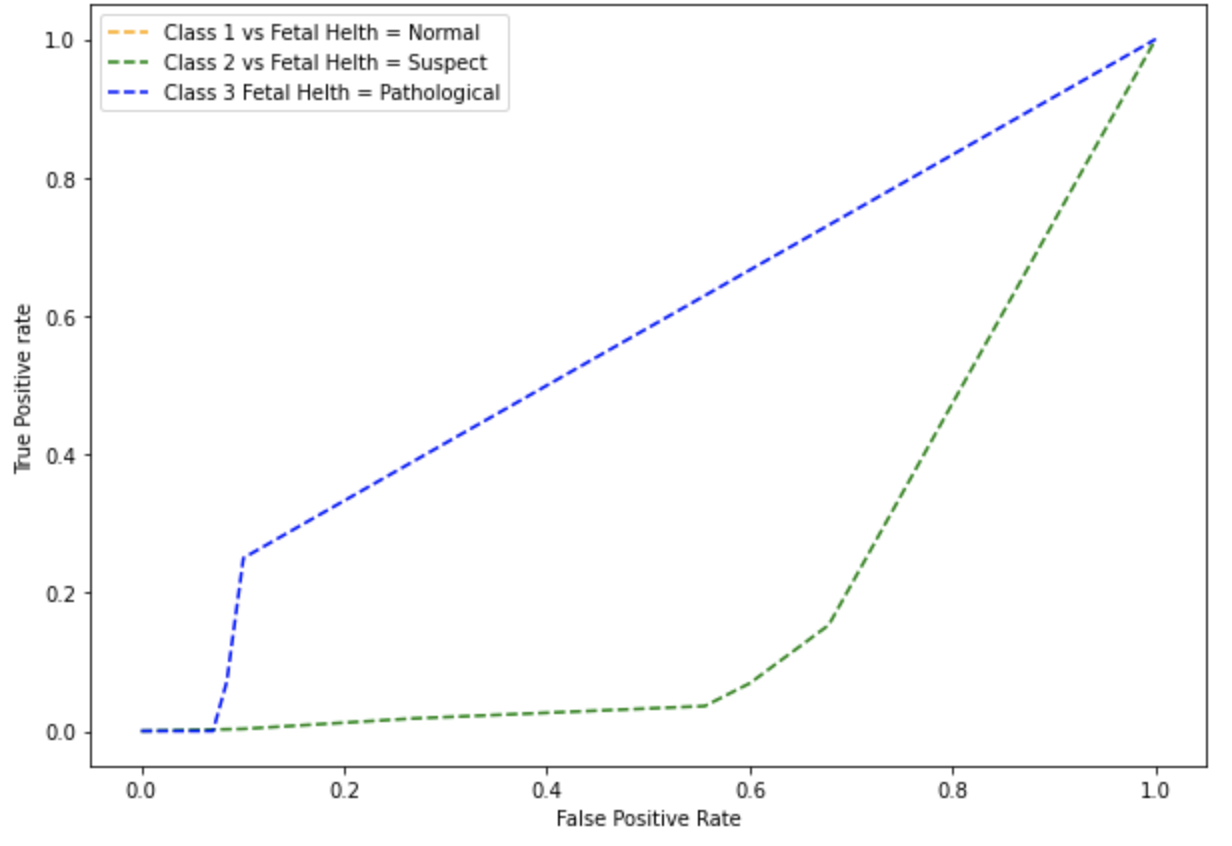 Class 1 vs Fetal Helth = Normal
Class 2 vs Fetal Helth = Suspect
Class 3 Fetal Helth = Pathological
1.0
0.8
0.6
0.4
0.2
0.0
True Positive rate
0.0 0.2 0.4 0.6 0.8 1.0
False Positive Rate